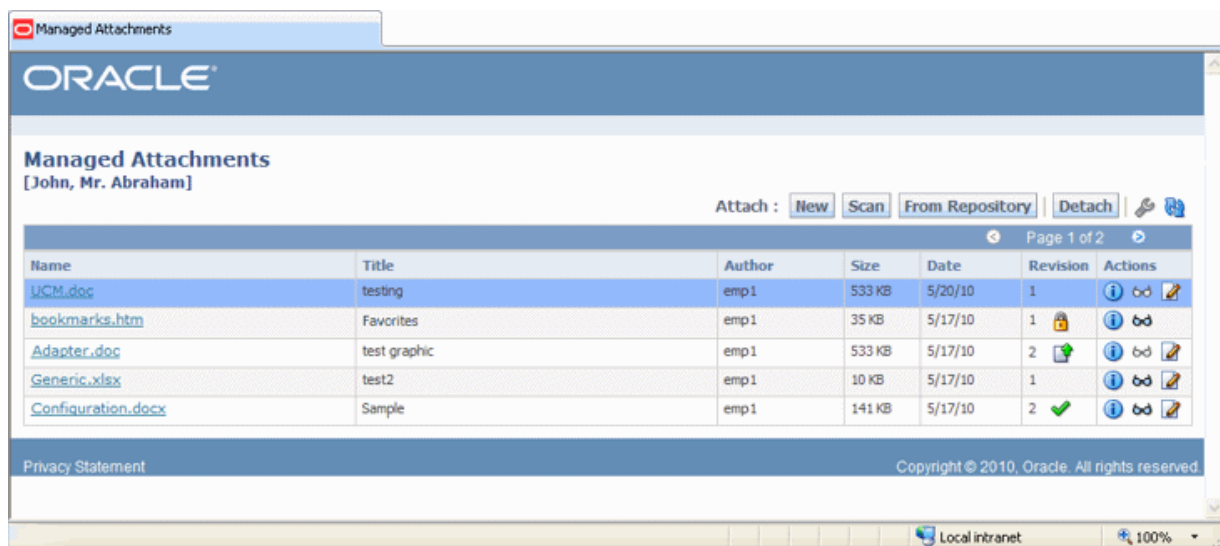 Managed Attachments
ORACLE®
Managed Attachments
[John, Mr. Abraham]
Attach : New Scan From Repository Detach
Page 1 of 2
Name Title Author Size Date Revision Actions
UCM.doc testing emp1 533 KB 5/20/10 1
bookmarks.htm Favorites emp1 35 KB 5/17/10 1
Adapter.doc test graphic emp1 533 KB 5/17/10 2
Generic.xlsx test2 emp1 10 KB 5/17/10 1
Configuration.docx Sample emp1 141 KB 5/17/10 2
Privacy Statement Copyright © 2010, Oracle. All rights reserved.
Local intranet 100%